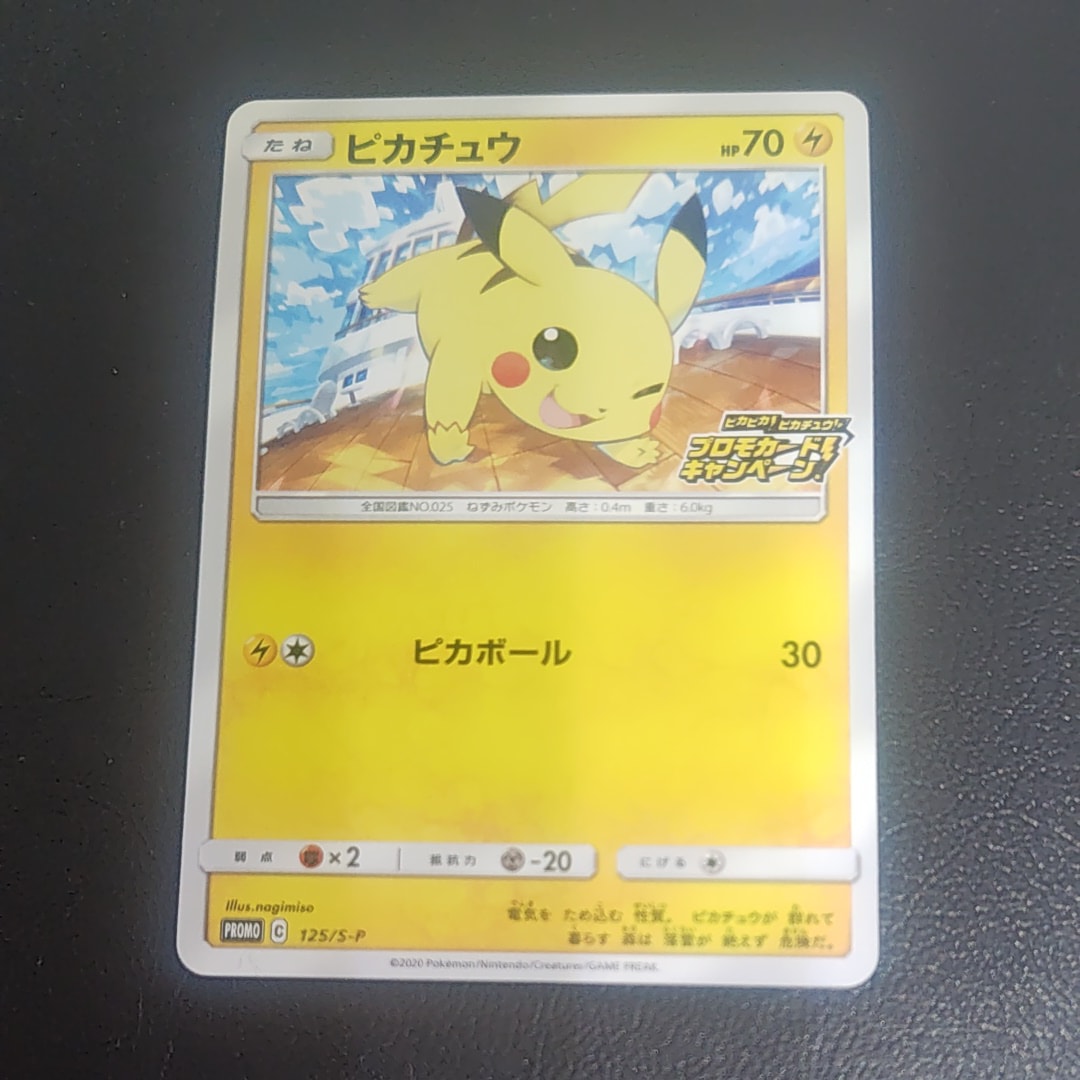 たね ピカチュウ HP 70
ピカピカ! ピカチュウ!
プロモカード
キャンペーン!
全国図鑑NO.025 ねずみポケモン 高さ:0.4m 重さ:6.0kg
ピカボール 30
弱点 ×2 抵抗力 -20 にげる
Illus.nagimiso
電気を ため込む 性質。 ピカチュウが 群れて
暮らす 森は 落雷が 絶えず 危険だ。
PROMO C 125/S-P
©2020 Pokémon/Nintendo/Creatures/GAME FREAK